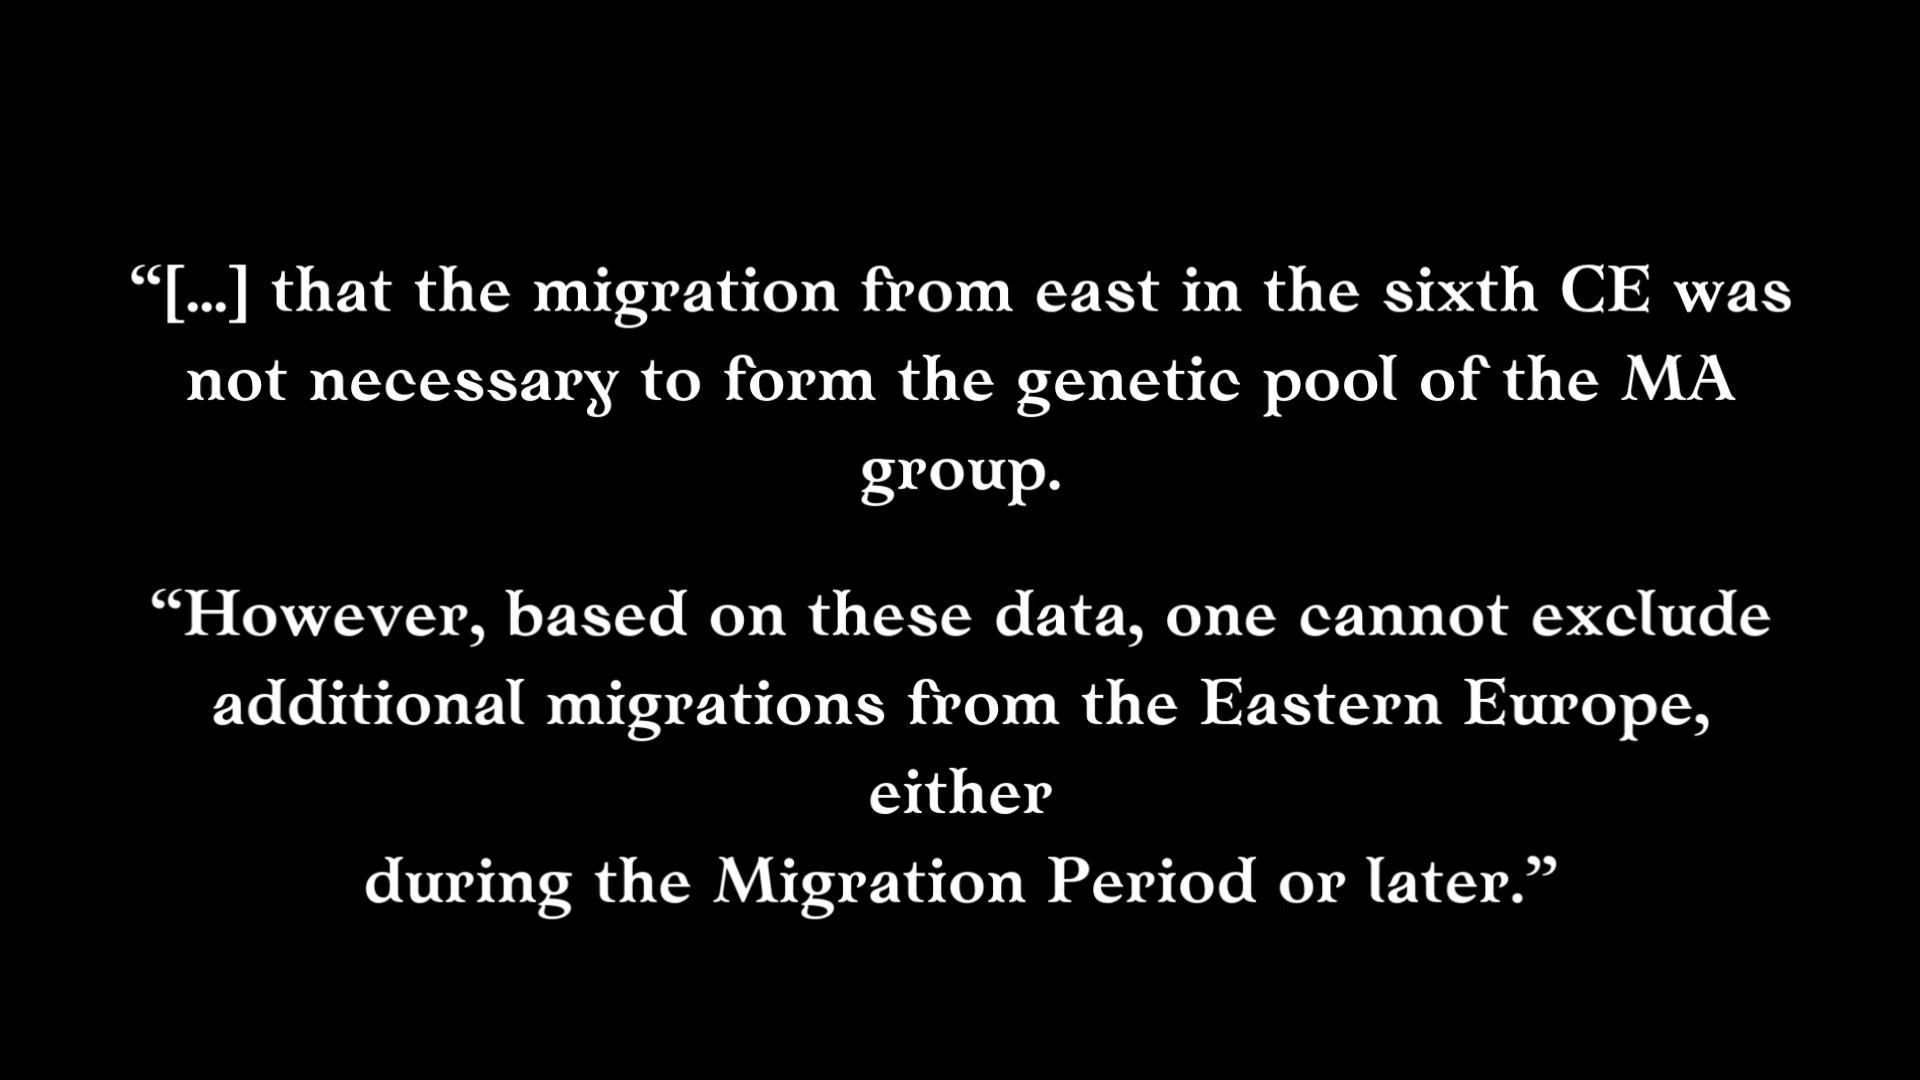 “[...] that the migration from east in the sixth CE was
not necessary to form the genetic pool of the MA
group.
“However, based on these data, one cannot exclude
additional migrations from the Eastern Europe,
either
during the Migration Period or later.”